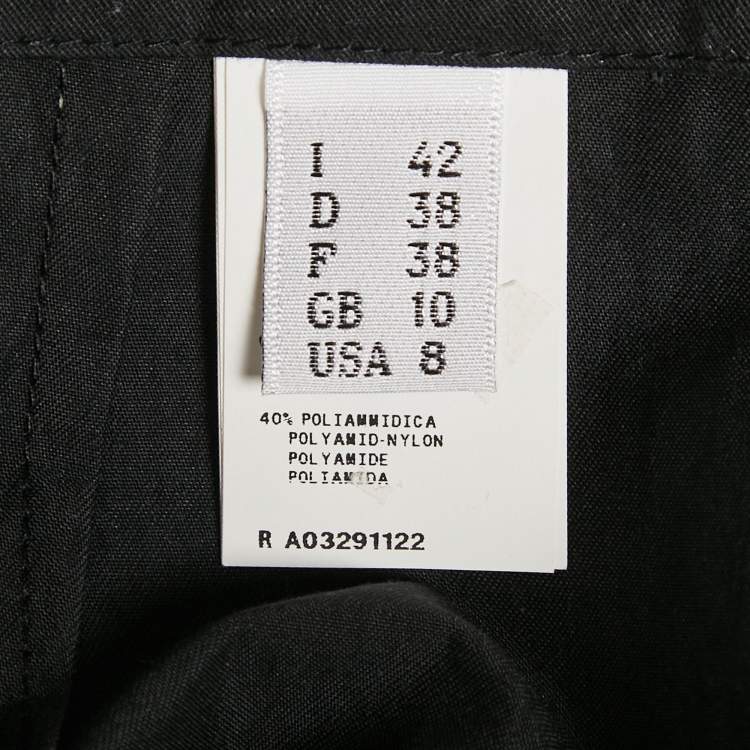 I 42
D 38
F 38
GB 10
USA 8
40% POLIAMMIDICA
POLYAMID-NYLON
POLYAMIDE
POLIAMIDA
R A03291122